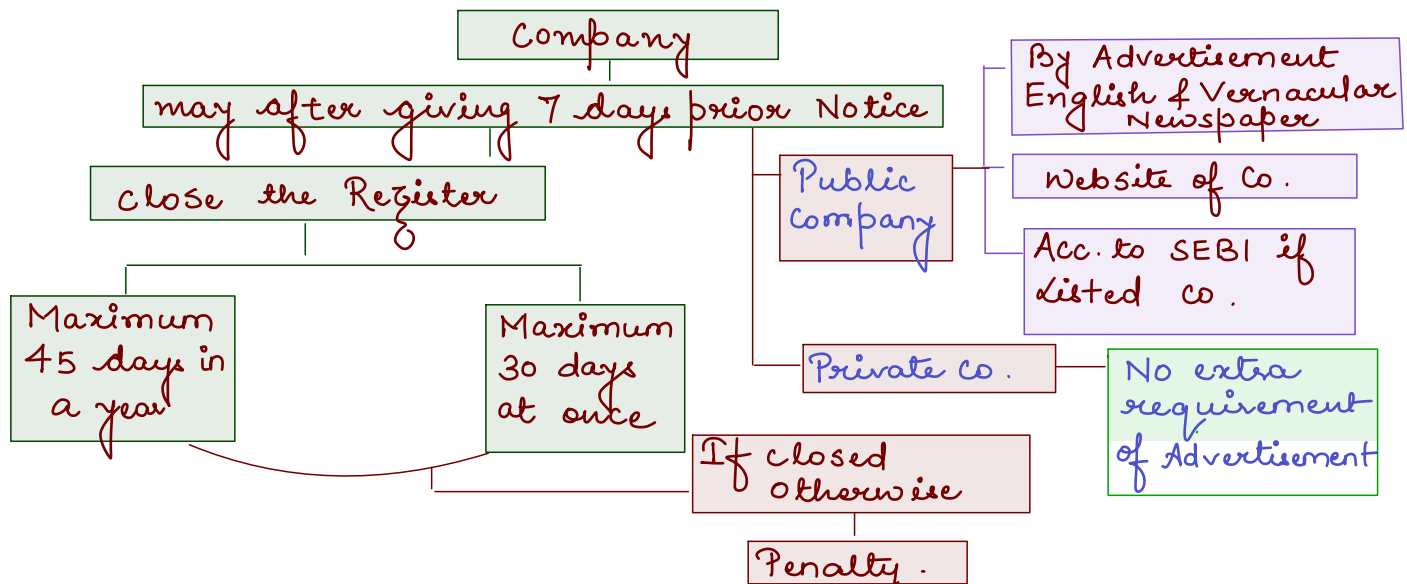 Company
may after giving 7 days prior Notice
close the Register
Maximum
45 days in
a year
Maximum
30 days
at once
Public
Company
By Advertisement
English & Vernacular
Newspaper
Website of Co.
Acc. to SEBI if
Listed co.
Private co.
No extra
requirement
of Advertisement
If closed
otherwise
Penalty.